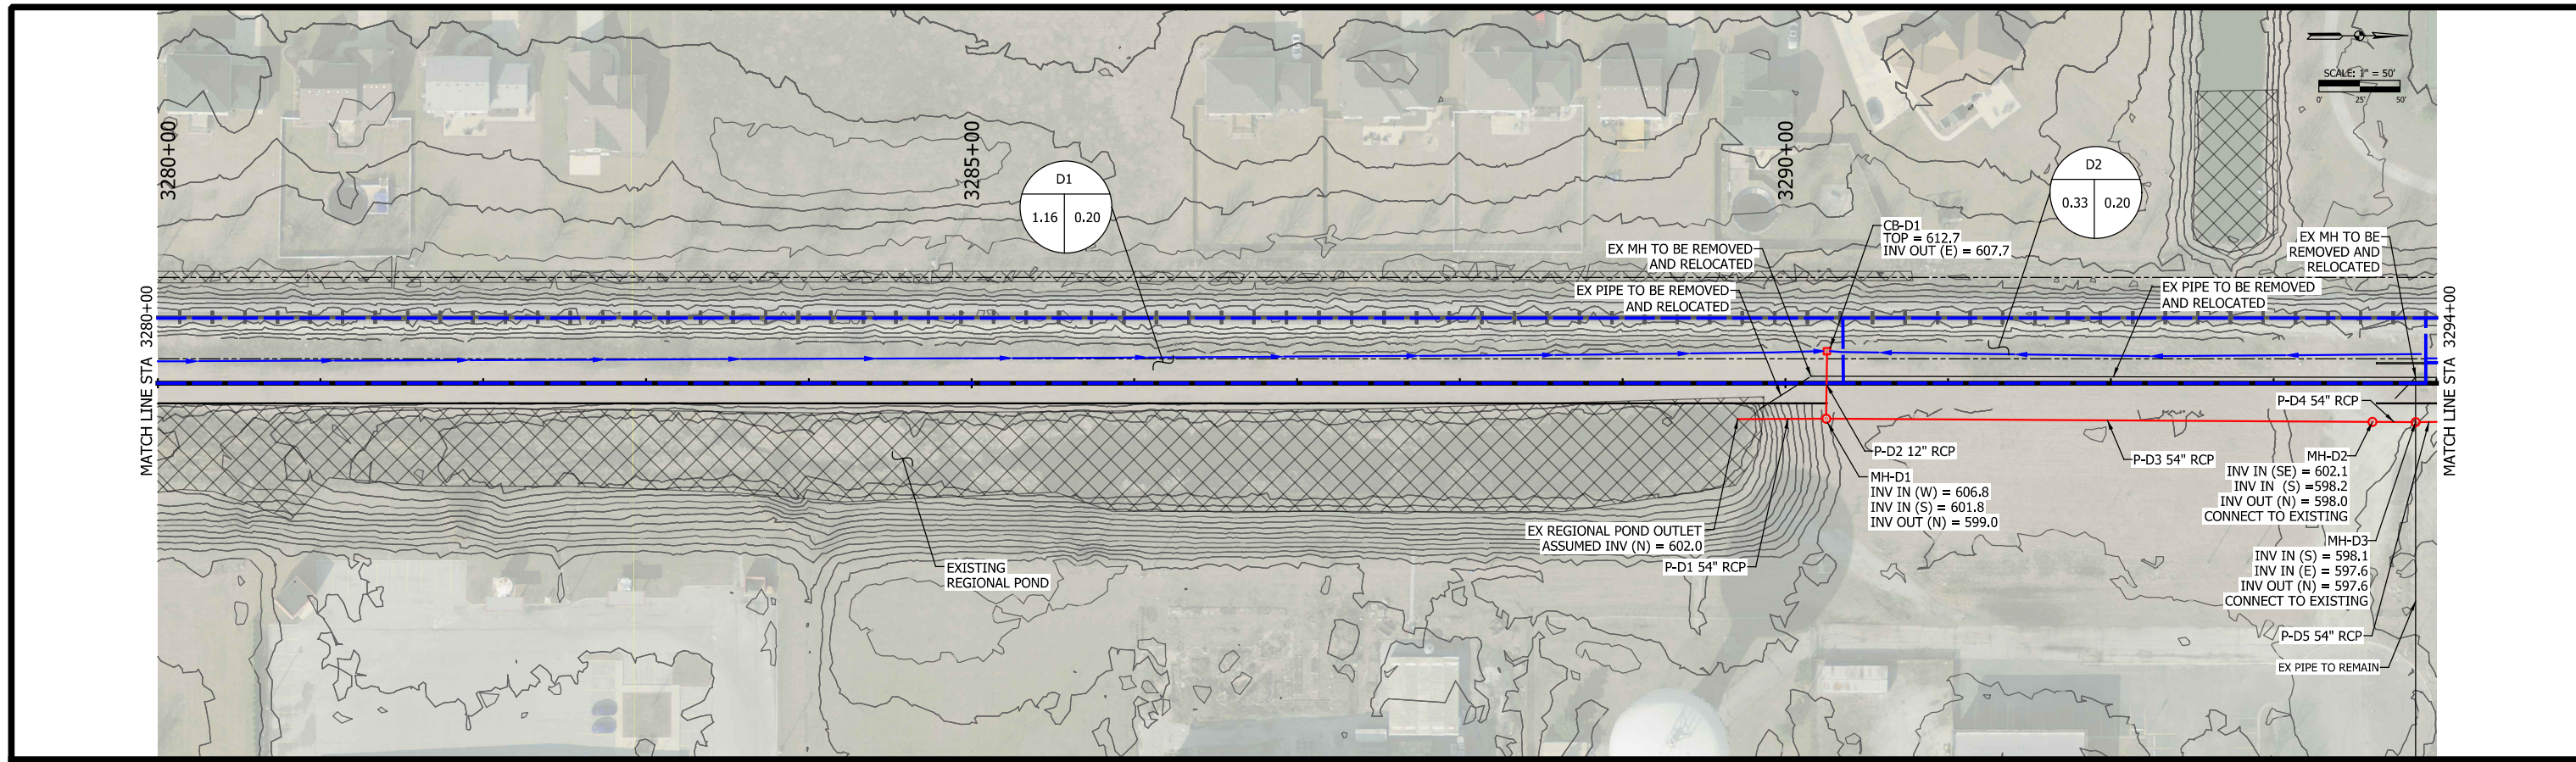 SCALE: 1" = 50'
0' 25' 50'
3280+00
3285+00
3290+00
D1
1.16 0.20
D2
0.33 0.20
CB-D1
TOP = 612.7
INV OUT (E) = 607.7
EX MH TO BE REMOVED
AND RELOCATED
EX PIPE TO BE REMOVED
AND RELOCATED
EX MH TO BE
REMOVED AND
RELOCATED
EX PIPE TO BE REMOVED
AND RELOCATED
MATCH LINE STA 3280+00
MATCH LINE STA 3294+00
P-D4 54" RCP
P-D2 12" RCP
P-D3 54" RCP
MH-D1
INV IN (W) = 606.8
INV IN (S) = 601.8
INV OUT (N) = 599.0
MH-D2
INV IN (SE) = 602.1
INV IN (S) =598.2
INV OUT (N) = 598.0
CONNECT TO EXISTING
EX REGIONAL POND OUTLET
ASSUMED INV (N) = 602.0
P-D1 54" RCP
EXISTING
REGIONAL POND
MH-D3
INV IN (S) = 598.1
INV IN (E) = 597.6
INV OUT (N) = 597.6
CONNECT TO EXISTING
P-D5 54" RCP
EX PIPE TO REMAIN